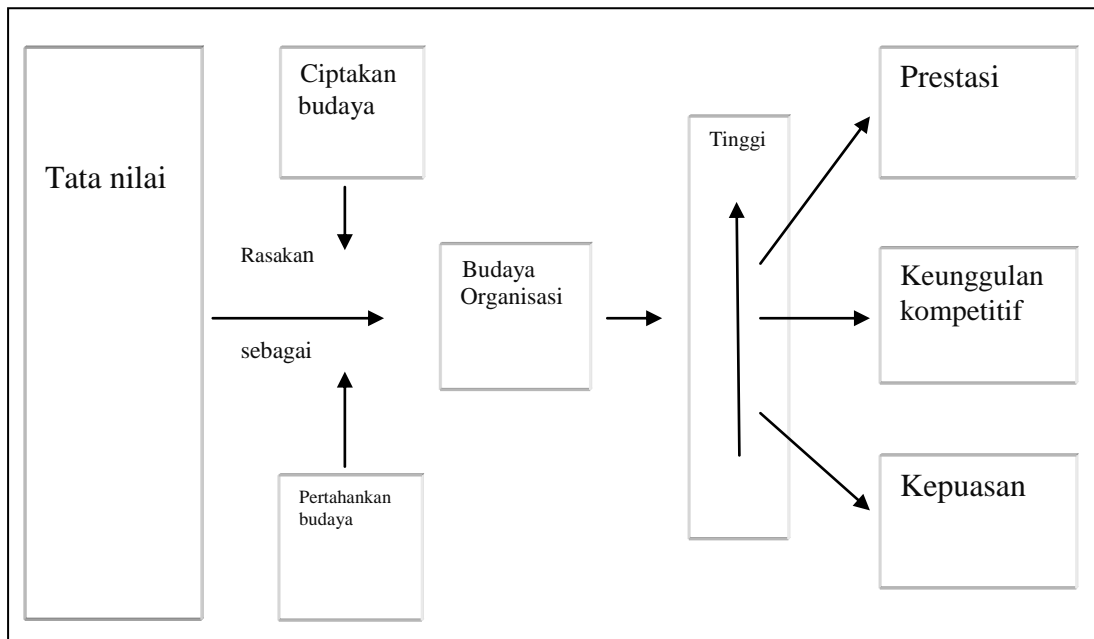 Tata nilai
Ciptakan
budaya
Rasakan
sebagai
Pertahankan
budaya
Budaya
Organisasi
Tinggi
Prestasi
Keunggulan
kompetitif
Kepuasan